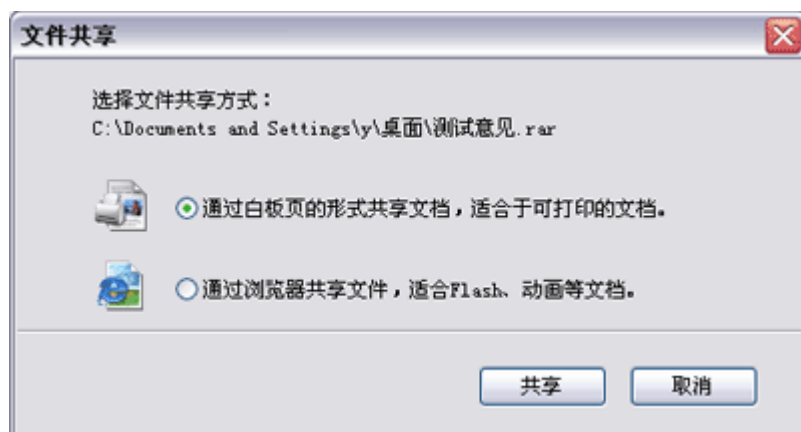 文件共享
选择文件共享方式：
C:\Documents and Settings\y\桌面\测试意见.rar
通过白板页的形式共享文档，适合于可打印的文档。
通过浏览器共享文件，适合Flash、动画等文档。
共享
取消